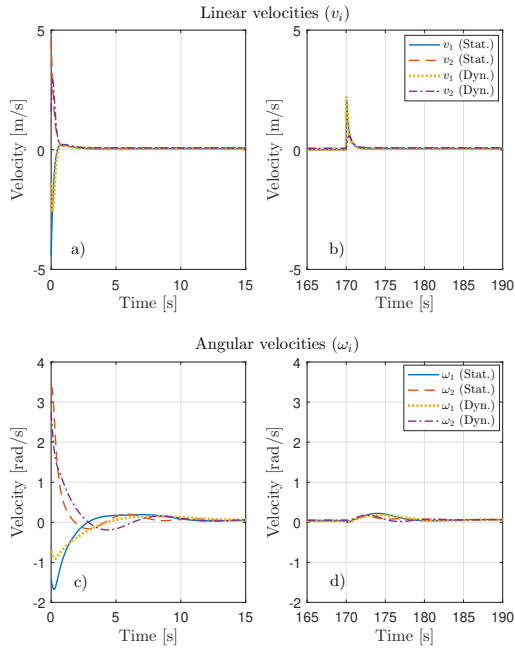 Linear velocities (v_i)
5
0
-5
Velocity [m/s]
a)
0 5 10 15
Time [s]
5
0
-5
Velocity [m/s]
v_1 (Stat.)
v_2 (Stat.)
v_1 (Dyn.)
v_2 (Dyn.)
b)
165 170 175 180 185 190
Time [s]
Angular velocities (ω_i)
4
3
2
1
0
-1
-2
Velocity [rad/s]
c)
0 5 10 15
Time [s]
4
3
2
1
0
-1
-2
Velocity [rad/s]
ω_1 (Stat.)
ω_2 (Stat.)
ω_1 (Dyn.)
ω_2 (Dyn.)
d)
165 170 175 180 185 190
Time [s]